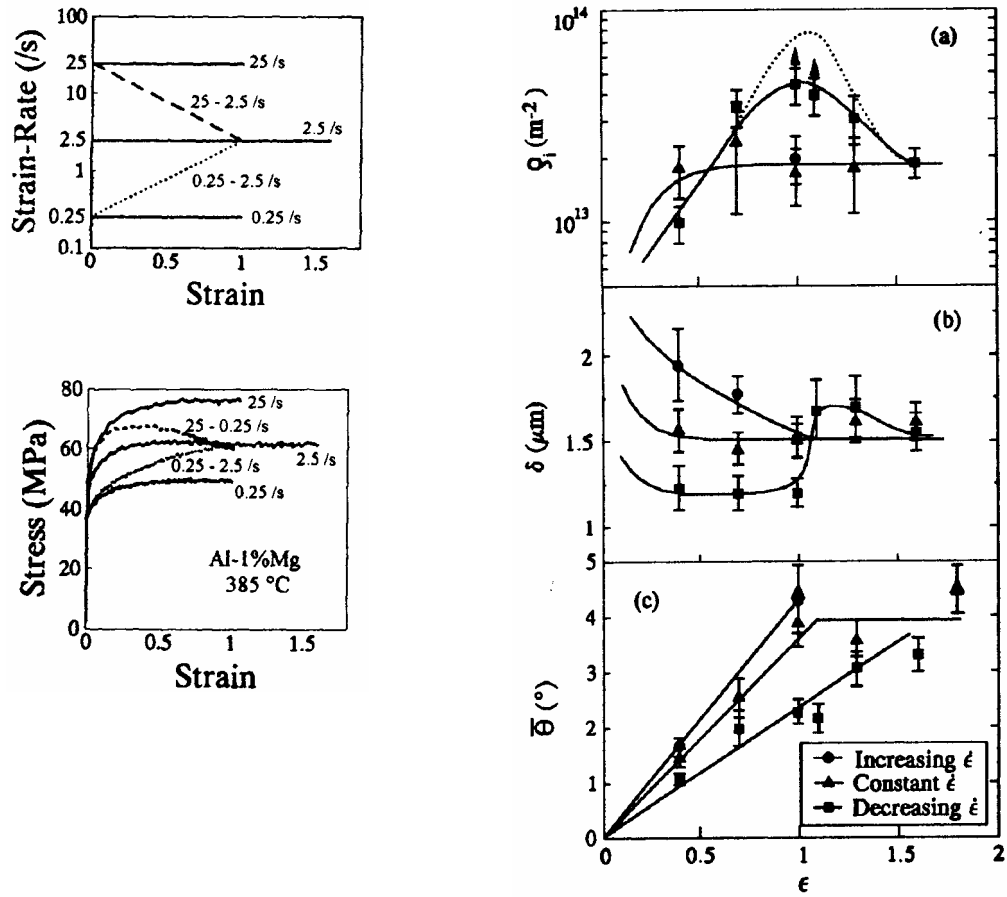 100
25
10
2.5
1
0.25
0.1
Strain-Rate (/s)
25 /s
25 - 2.5 /s
2.5 /s
0.25 - 2.5 /s
0.25 /s
0
0.5
1.0
1.5
Strain
80
60
40
20
0
Stress (MPa)
25 /s
25 - 0.25 /s
2.5 /s
0.25 - 2.5 /s
0.25 /s
Al-1%Mg
385 °C
0
0.5
1.0
1.5
Strain
10¹⁴
10¹³
ρᵢ (m⁻²)
(a)
2
1.5
1
δ (μm)
(b)
5
4
3
2
1
0
θ̅ (°)
(c)
Increasing ε̇
Constant ε̇
Decreasing ε̇
0
0.5
1
1.5
2
ϵ